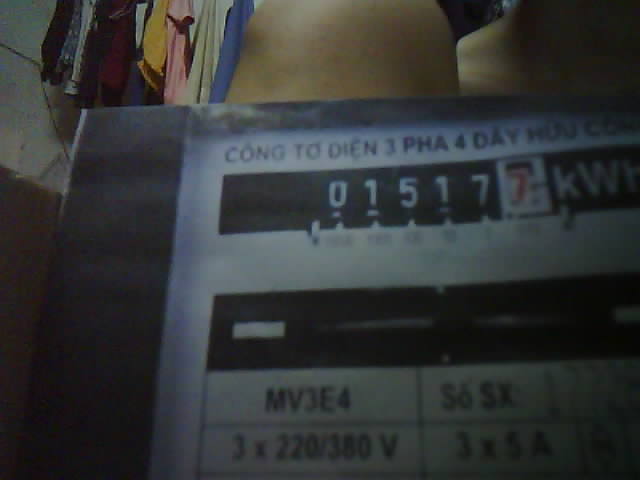 CÔNG TƠ ĐIỆN 3 PHA 4 DÂY HỮU CÔN
01517 7 kWH
MV3E4 Số SX:
3 x 220/380 V 3 x 5 A